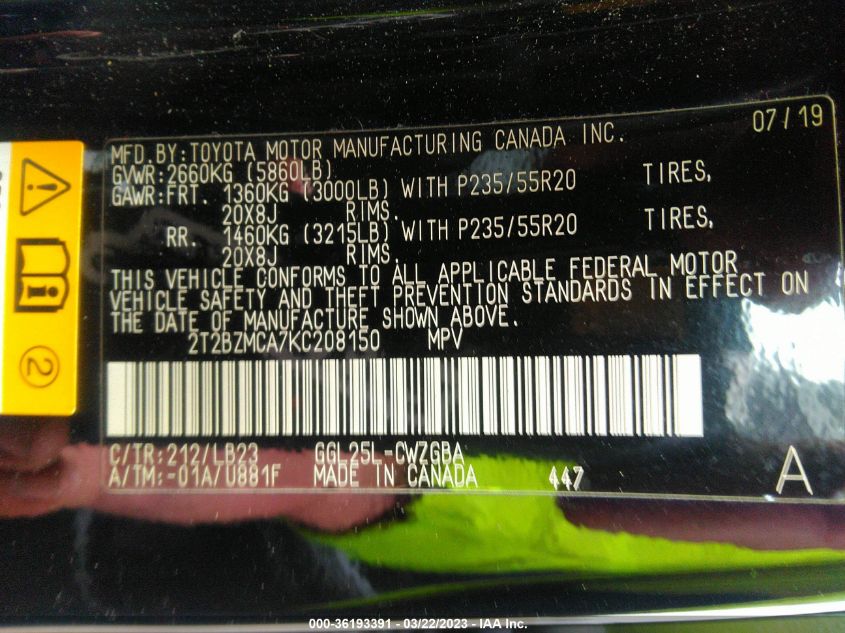 07/19
MFD.BY:TOYOTA MOTOR MANUFACTURING CANADA INC.
GVWR:2660KG (5860LB)
GAWR:FRT. 1360KG (3000LB) WITH P235/55R20 TIRES,
20X8J RIMS.
RR. 1460KG (3215LB) WITH P235/55R20 TIRES,
20X8J RIMS.
THIS VEHICLE CONFORMS TO ALL APPLICABLE FEDERAL MOTOR
VEHICLE SAFETY AND THEFT PREVENTION STANDARDS IN EFFECT ON
THE DATE OF MANUFACTURE SHOWN ABOVE.
2T2BZMCA7KC208150 MPV
C/TR:212/LB23 GGL25L-CWZGBA
A/TM:-01A/U881F MADE IN CANADA 447 A
2
000-36193391 - 03/22/2023 - IAA Inc.